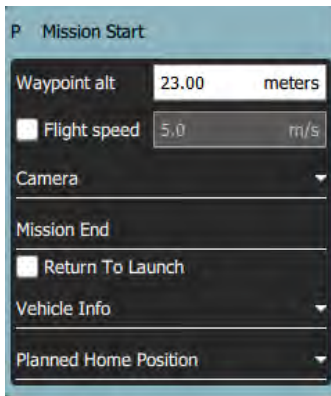 P Mission Start
Waypoint alt 23.00 meters
Flight speed 5.0 m/s
Camera
Mission End
Return To Launch
Vehicle Info
Planned Home Position